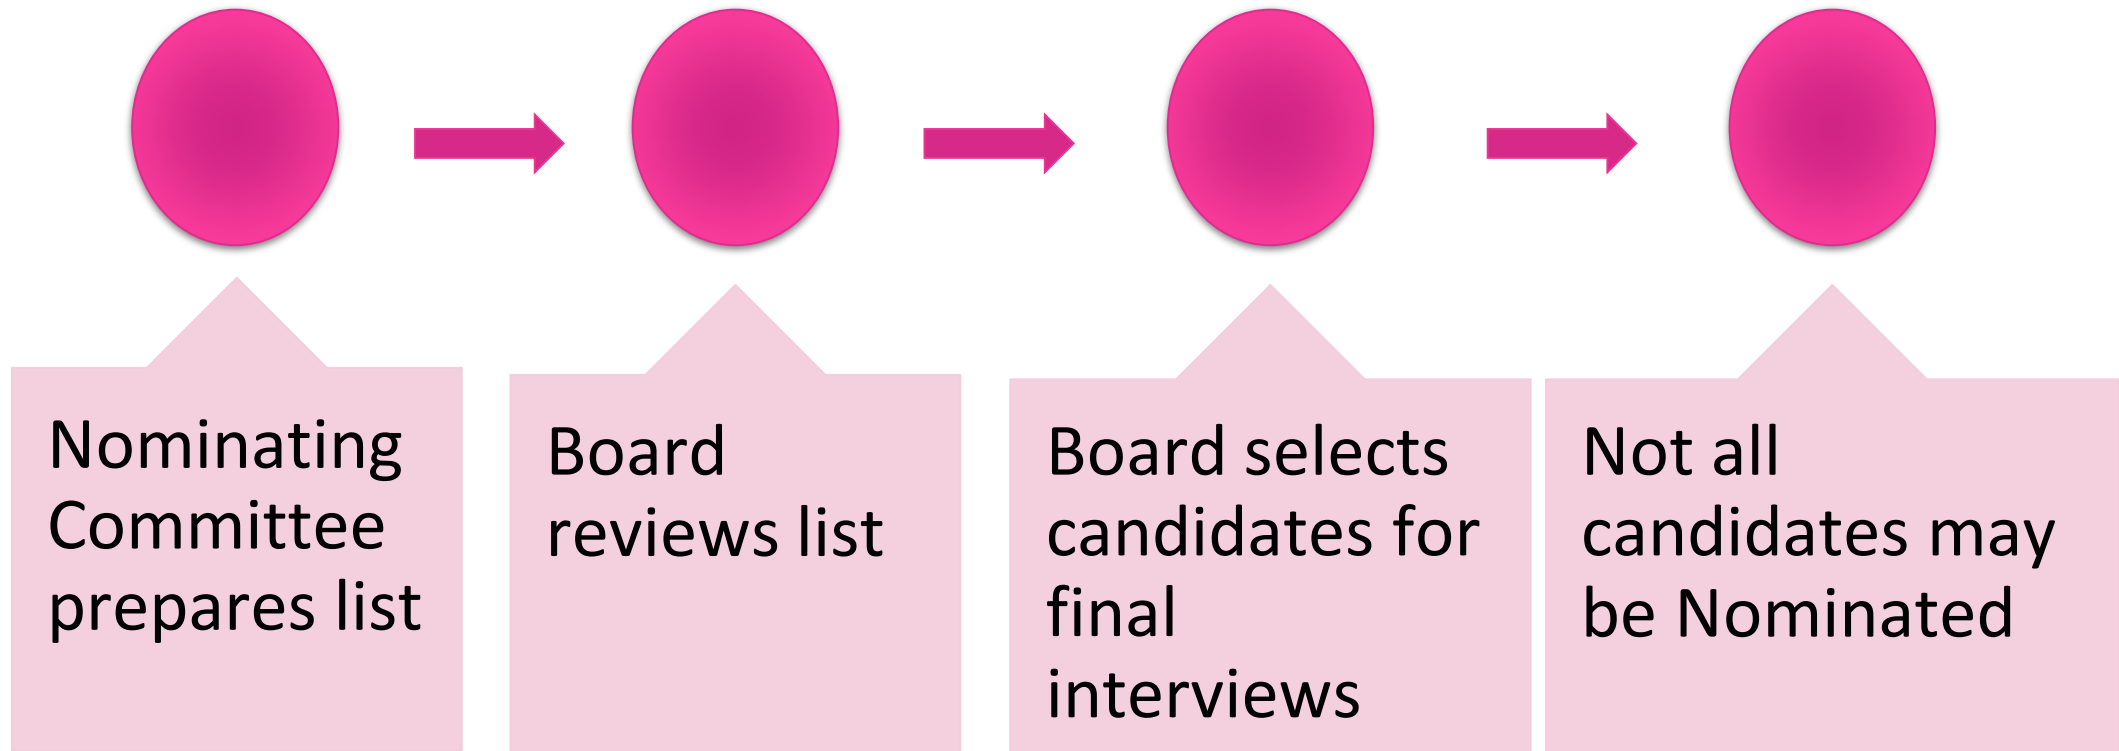 Nominating
Committee
prepares list
Board
reviews list
Board selects
candidates for
final
interviews
Not all
candidates may
be Nominated